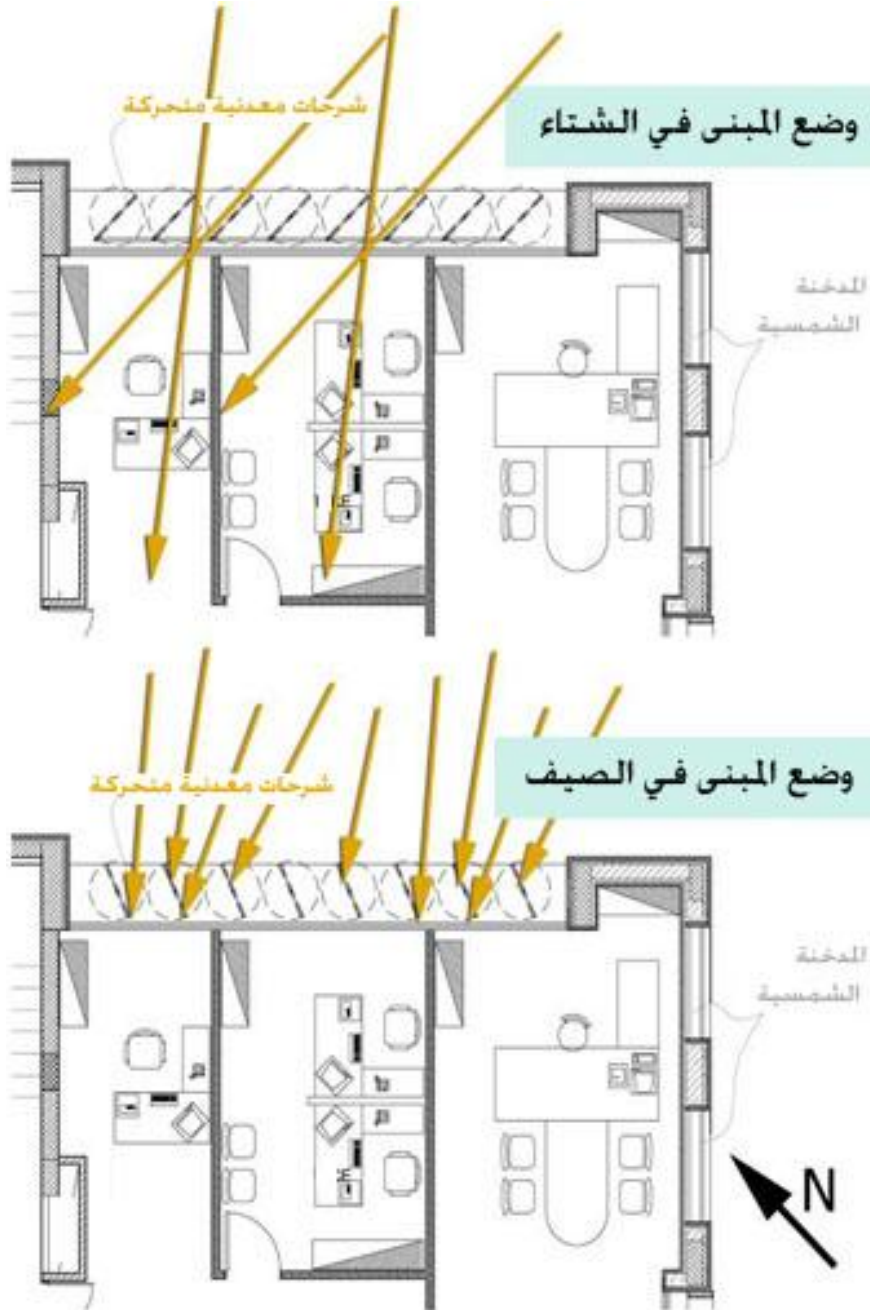 شرحات معدنية متحركة
وضع المبنى في الشتاء
المدخنة
الشمسية
وضع المبنى في الصيف
شرحات معدنية متحركة
المدخنة
الشمسية
N